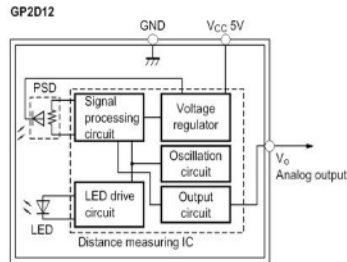 GP2D12
GND
VCC 5V
PSD
Signal
processing
circuit
Voltage
regulator
Oscillation
circuit
VO
Analog output
LED drive
circuit
Output
circuit
LED
Distance measuring IC